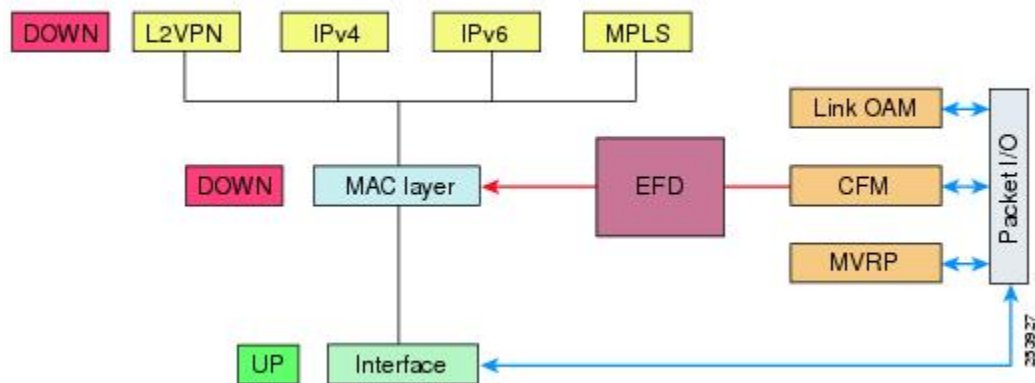 DOWN L2VPN IPv4 IPv6 MPLS
Link OAM
DOWN MAC layer EFD CFM
Packet I/O
MVRP
UP Interface
253927